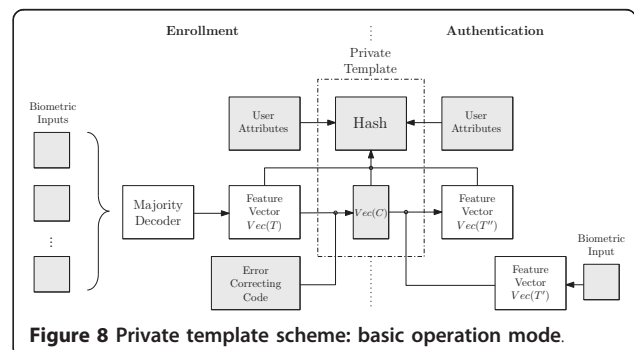 Enrollment
Authentication
Private
Template
Biometric
Inputs
User
Attributes
Hash
User
Attributes
Majority
Decoder
Feature
Vector
Vec(T)
Vec(C)
Feature
Vector
Vec(T'')
Biometric
Input
...
Error
Correcting
Code
Feature
Vector
Vec(T')
Figure 8 Private template scheme: basic operation mode.